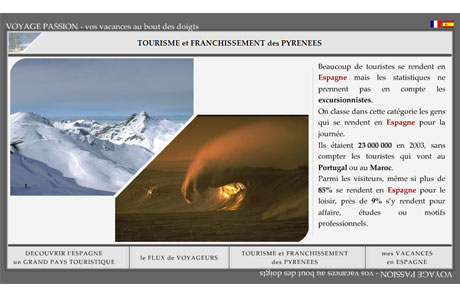 VOYAGE PASSION - vos vacances au bout des doigts
TOURISME et FRANCHISSEMENT des PYRENEES
Beaucoup de touristes se rendent en
Espagne mais les statistiques ne
prennent pas en compte les
excursionnistes.
On classe dans cette catégorie les gens
qui se rendent en Espagne pour la
journée.
Ils étaient 23 000 000 en 2003, sans
compter les touristes qui vont au
Portugal ou au Maroc.
Parmi les visiteurs, même si plus de
85% se rendent en Espagne pour le
loisir, près de 9% s'y rendent pour
affaire, études ou motifs
professionnels.
DECOUVRIR l'ESPAGNE
un GRAND PAYS TOURISTIQUE
le FLUX de VOYAGEURS
TOURISME et FRANCHISSEMENT
des PYRENEES
mes VACANCES
en ESPAGNE
VOYAGE PASSION - vos vacances au bout des doigts